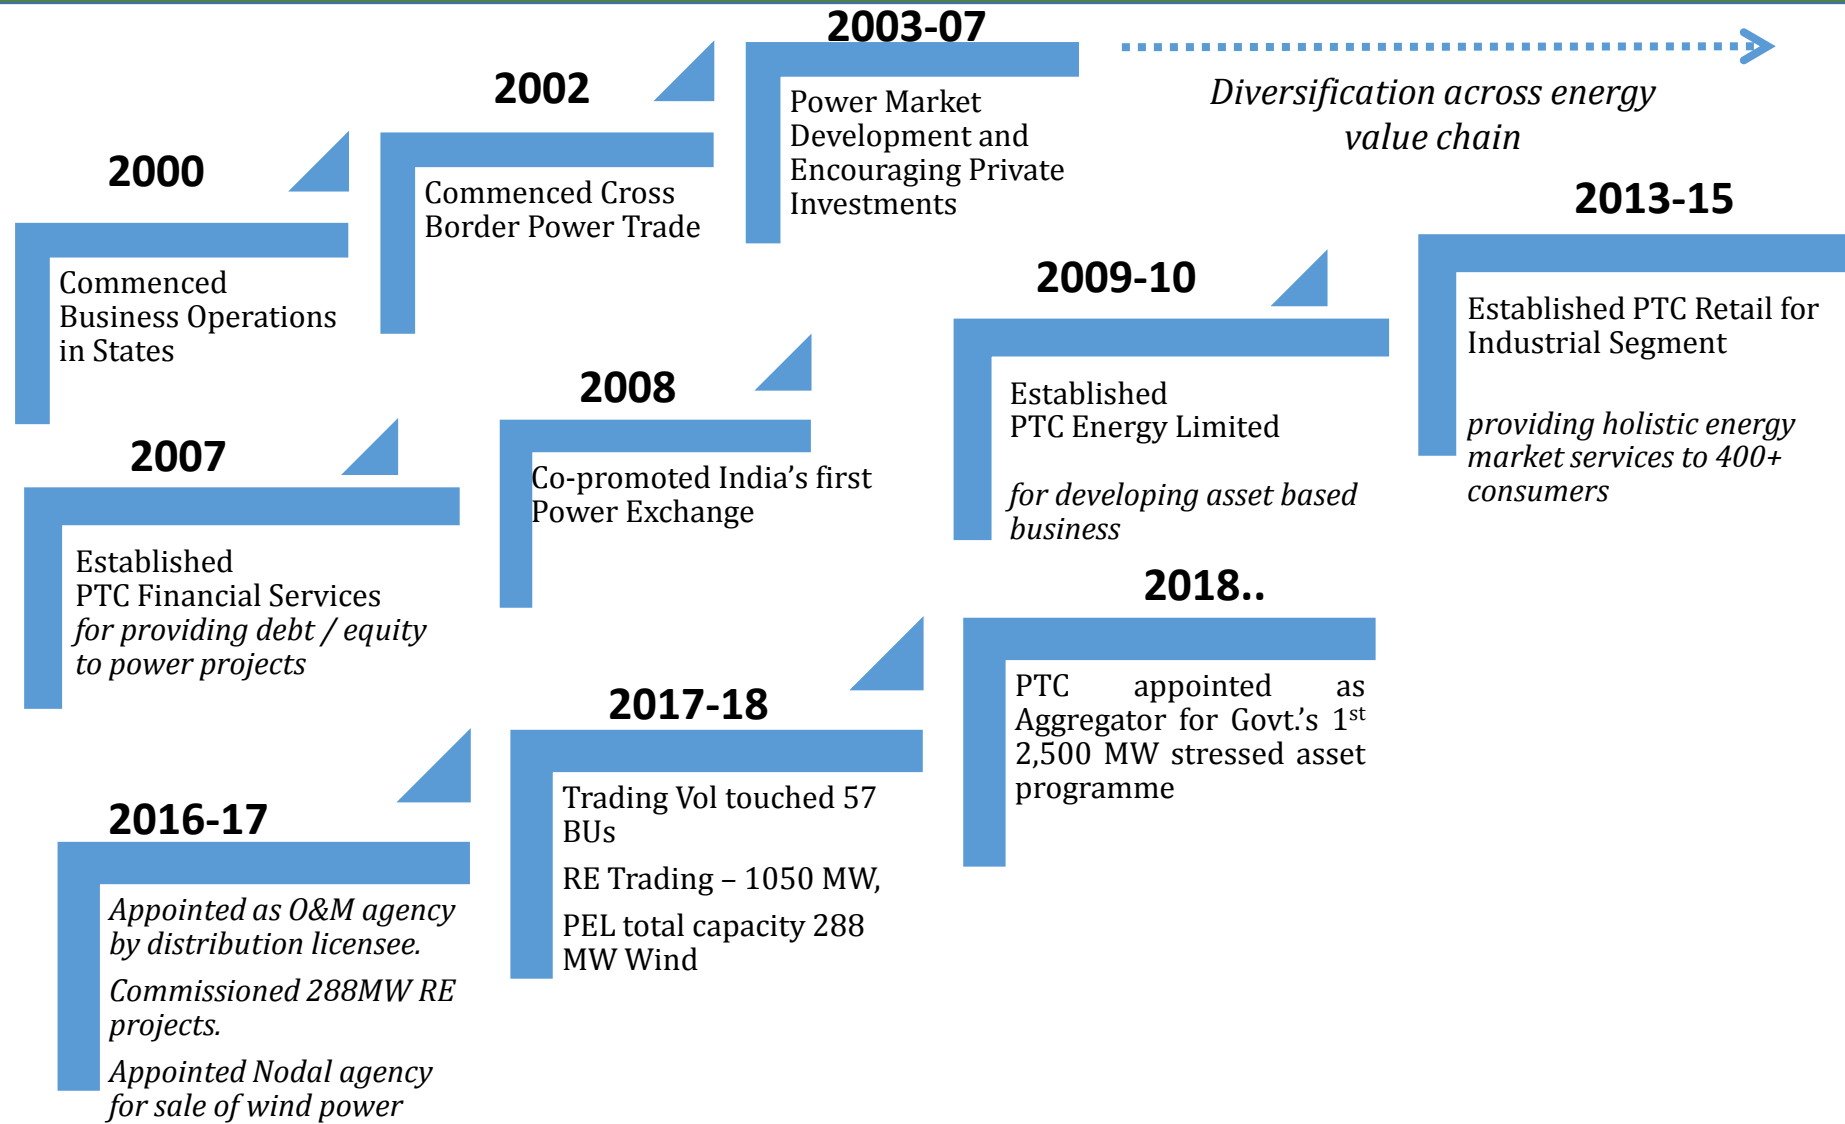 2000
Commenced
Business Operations
in States
2002
Commenced Cross
Border Power Trade
2003-07
Power Market
Development and
Encouraging Private
Investments
Diversification across energy
value chain
2007
Established
PTC Financial Services
for providing debt / equity
to power projects
2008
Co-promoted India’s first
Power Exchange
2009-10
Established
PTC Energy Limited
for developing asset based
business
2013-15
Established PTC Retail for
Industrial Segment
providing holistic energy
market services to 400+
consumers
2016-17
Appointed as O&M agency
by distribution licensee.
Commissioned 288MW RE
projects.
Appointed Nodal agency
for sale of wind power
2017-18
Trading Vol touched 57
BUs
RE Trading – 1050 MW,
PEL total capacity 288
MW Wind
2018..
PTC appointed as
Aggregator for Govt.’s 1st
2,500 MW stressed asset
programme